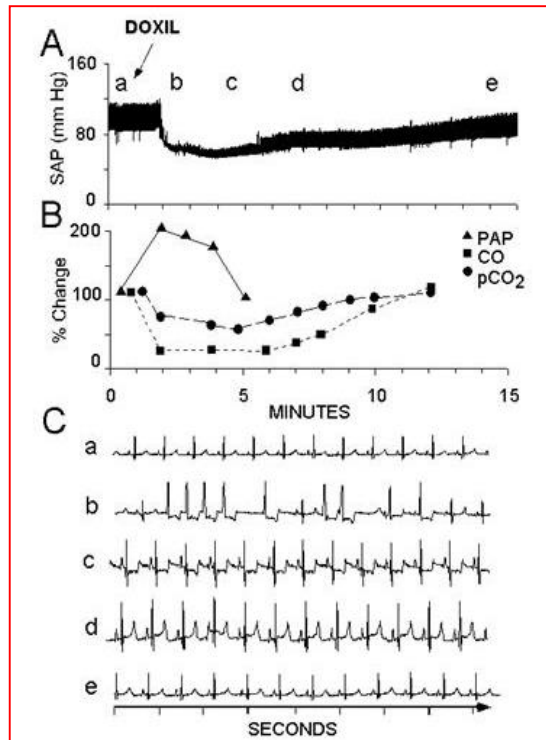 A
DOXIL
160
a b c d e
80
0
SAP (mm Hg)
B
200
100
0
% Change
PAP
CO
pCO₂
0 5 10 15
MINUTES
C
a
b
c
d
e
SECONDS